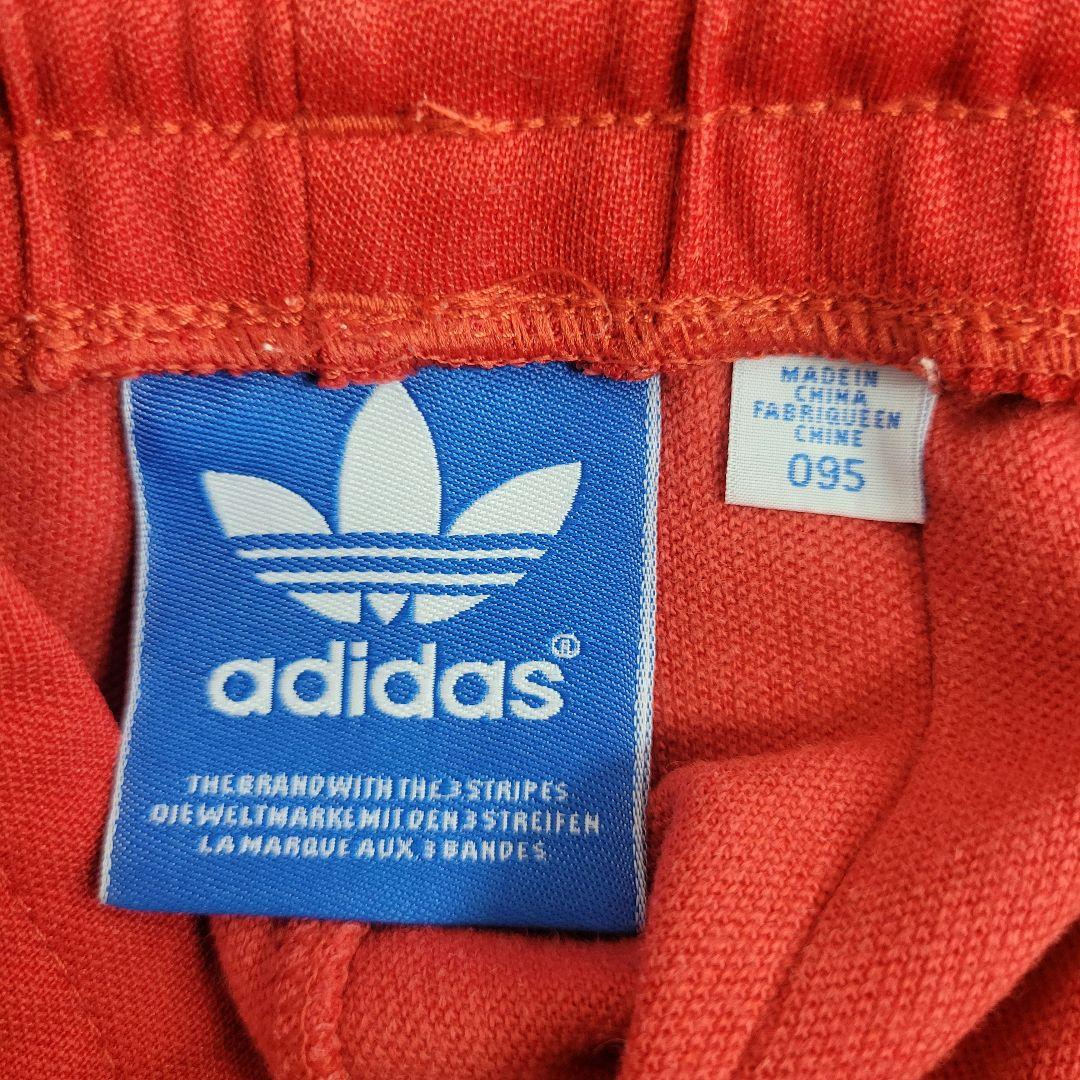 adidas®
THE BRAND WITH THE 3 STRIPES
DIE WELTMARKE MIT DEN 3 STREIFEN
LA MARQUE AUX 3 BANDES
MADE IN
CHINA
FABRIQUE EN
CHINE
095